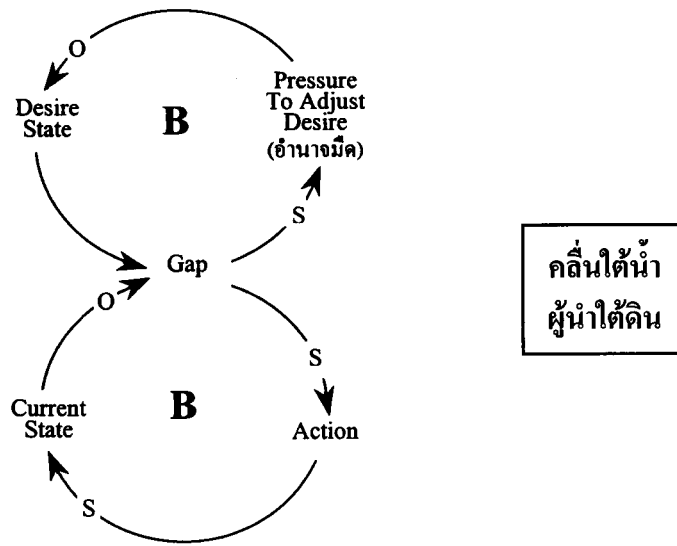 O
Desire
State
B
Pressure
To Adjust
Desire
(อำนาจมืด)
S
Gap
O
S
Current
State
B
Action
S
คลื่นใต้น้ำ
ผู้นำใต้ดิน